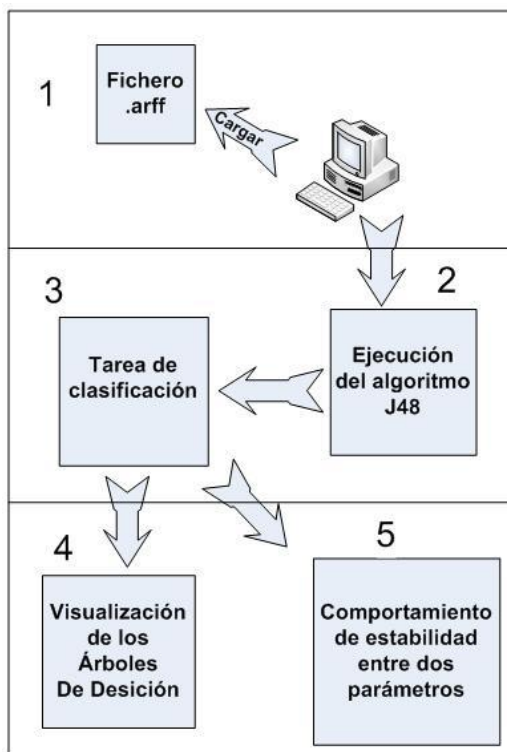 1
Fichero
.arff
Cargar
2
Ejecución
del algoritmo
J48
3
Tarea de
clasificación
4
Visualización
de los
Árboles
De Desición
5
Comportamiento
de estabilidad
entre dos
parámetros